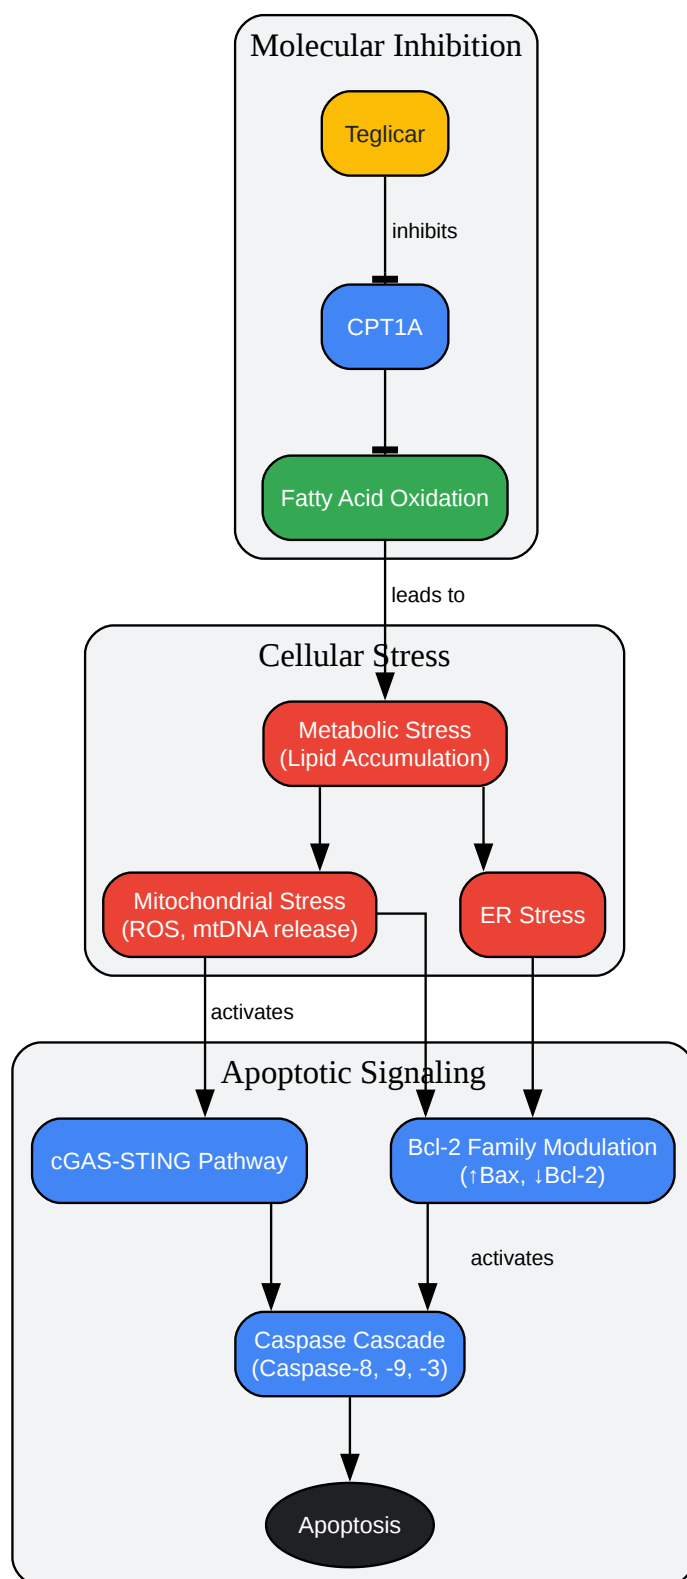 Molecular Inhibition
Teglicar
inhibits
CPT1A
Fatty Acid Oxidation
leads to
Cellular Stress
Metabolic Stress
(Lipid Accumulation)
Mitochondrial Stress
(ROS, mtDNA release)
ER Stress
activates
Apoptotic Signaling
cGAS-STING Pathway
Bcl-2 Family Modulation
(↑Bax, ↓Bcl-2)
activates
Caspase Cascade
(Caspase-8, -9, -3)
Apoptosis